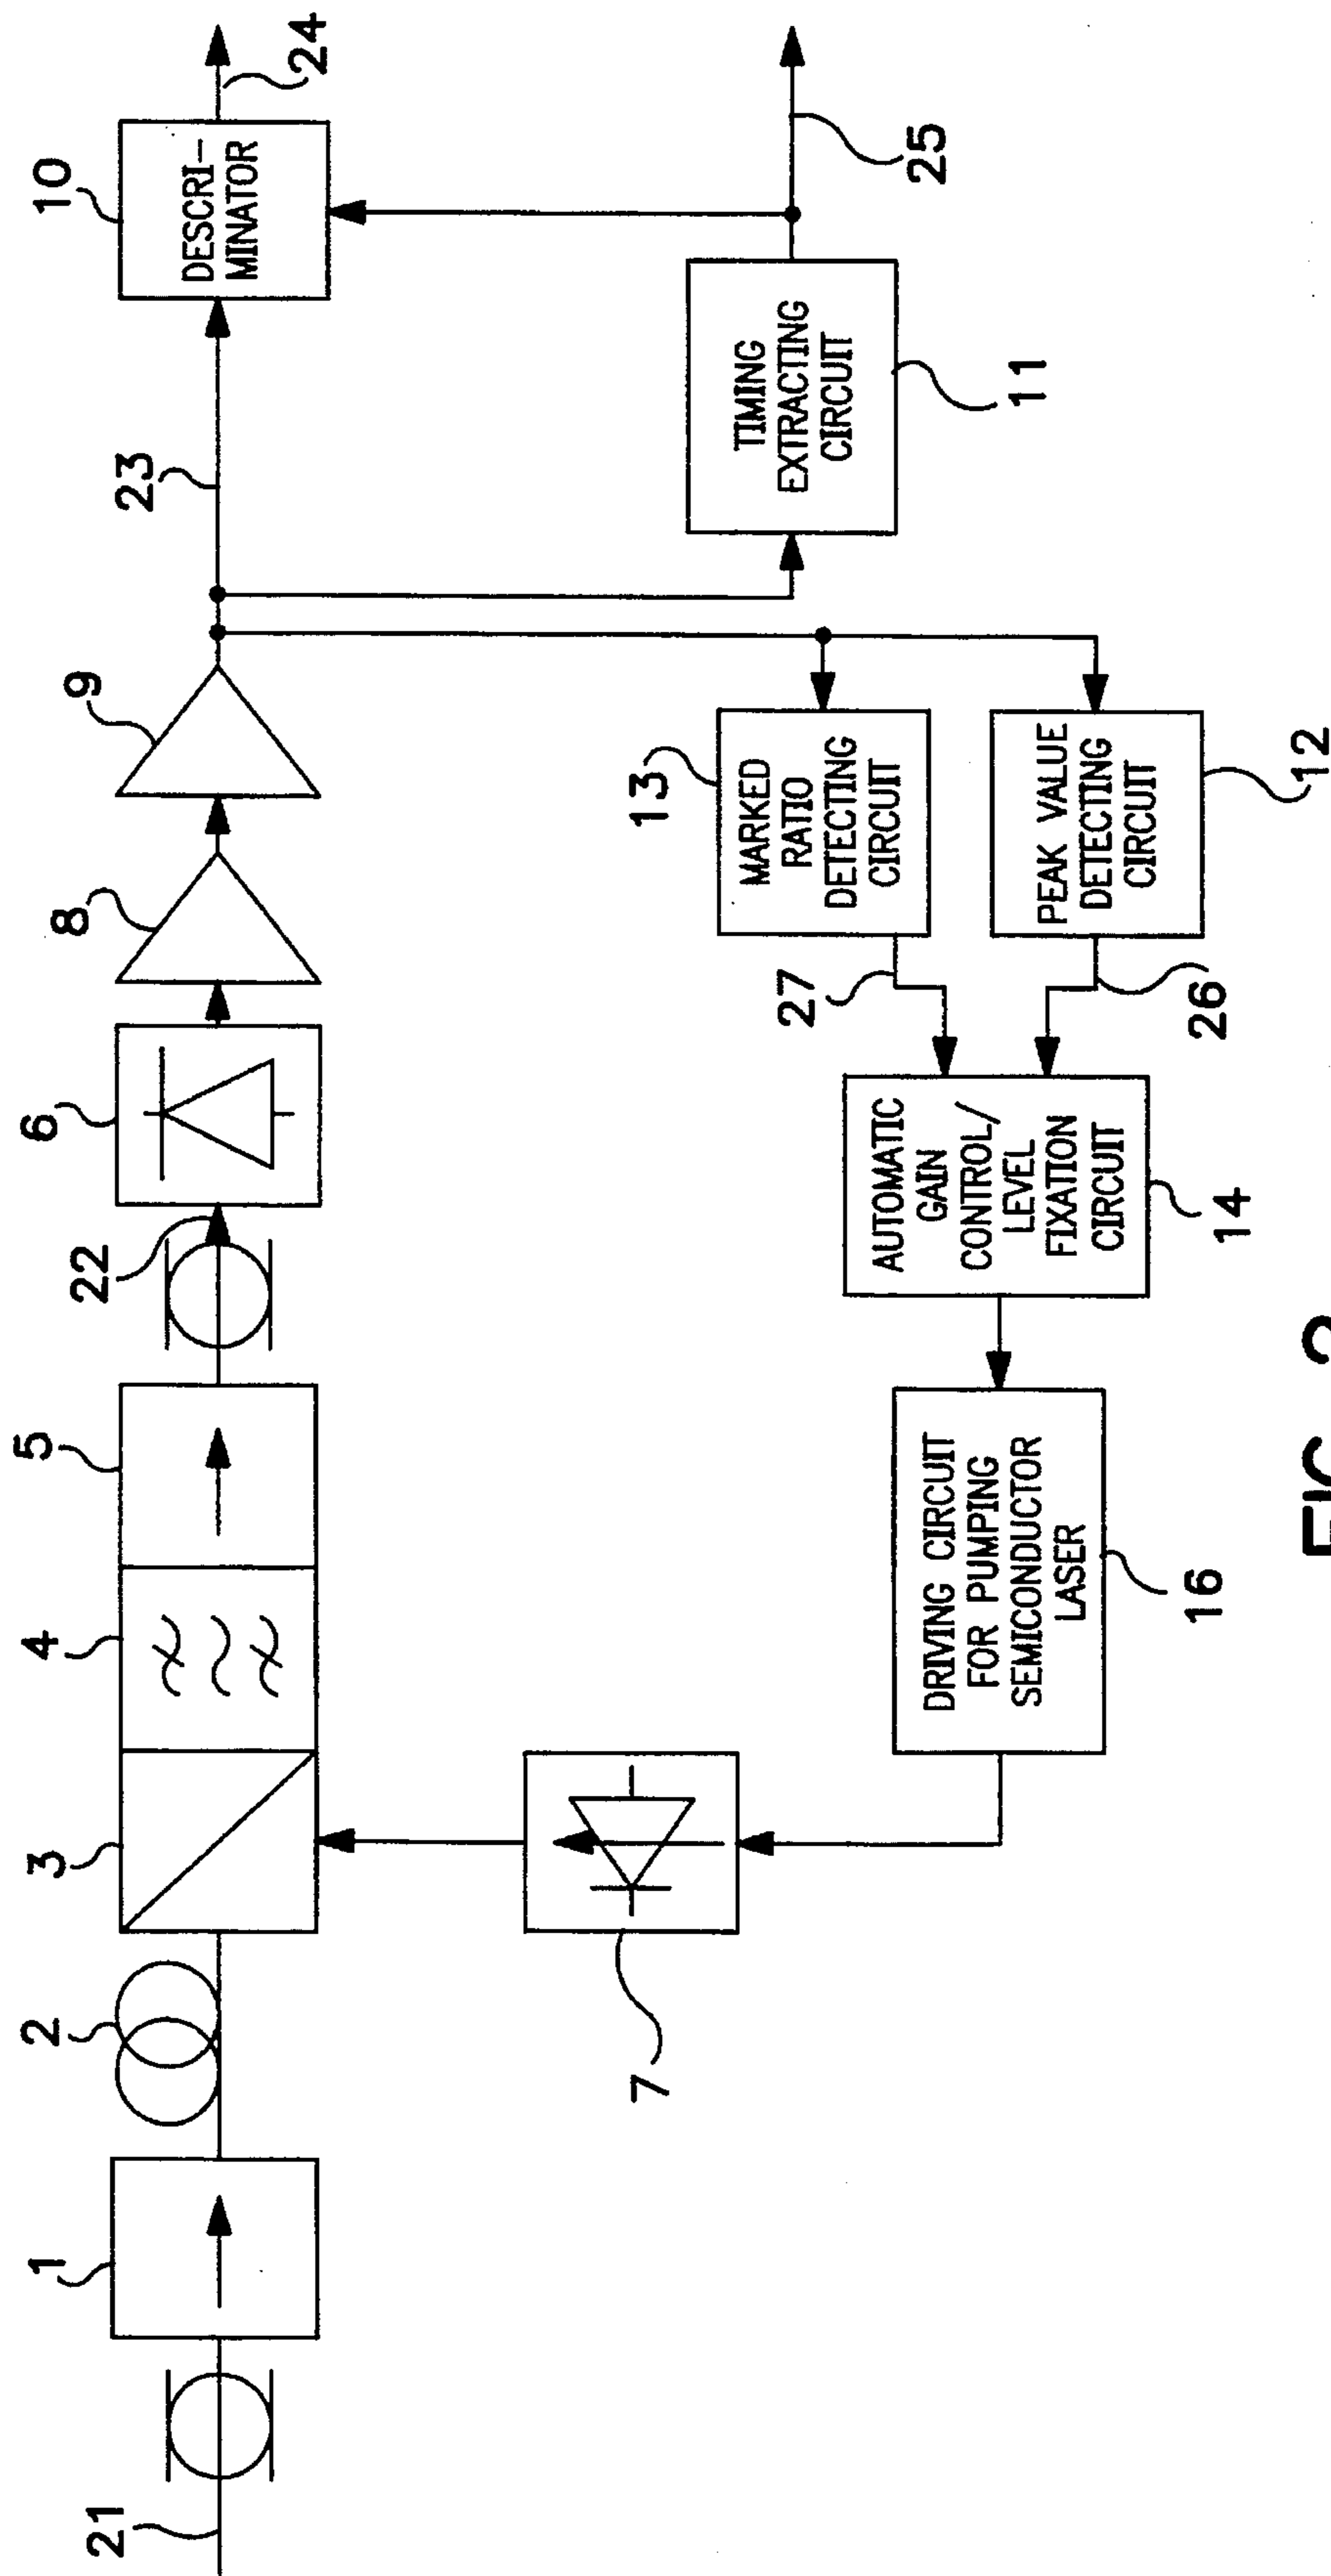 21
1
2
3
4
5
22
6
8
9
23
10
DESCRI-
MINATOR
24
TIMING
EXTRACTING
CIRCUIT
11
25
13
MARKED
RATIO
DETECTING
CIRCUIT
27
PEAK VALUE
DETECTING
CIRCUIT
12
26
AUTOMATIC
GAIN
CONTROL/
LEVEL
FIXATION
CIRCUIT
14
DRIVING CIRCUIT
FOR PUMPING
SEMICONDUCTOR
LASER
16
7
FIG. 2